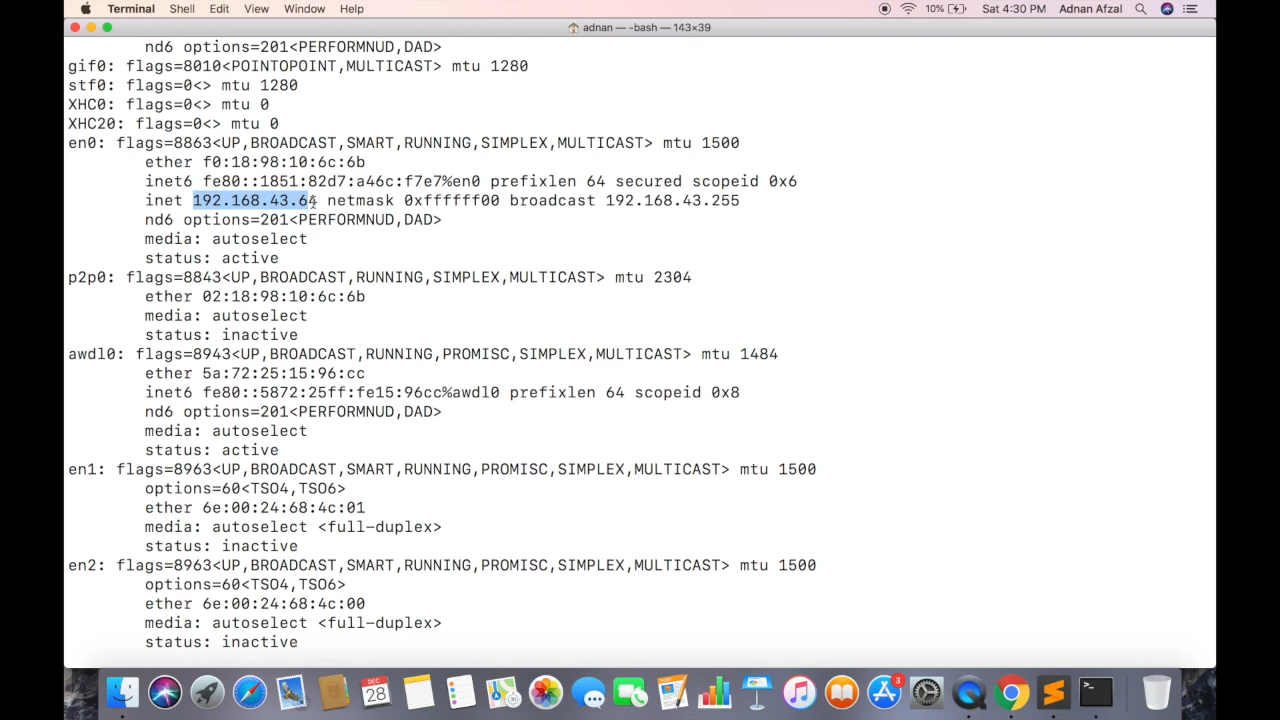 Terminal Shell Edit View Window Help 10% Sat 4:30 PM Adnan Afzal
adnan — -bash — 143×39
nd6 options=201<PERFORMNUD,DAD>
gif0: flags=8010<POINTOPOINT,MULTICAST> mtu 1280
stf0: flags=0<> mtu 1280
XHC0: flags=0<> mtu 0
XHC20: flags=0<> mtu 0
en0: flags=8863<UP,BROADCAST,SMART,RUNNING,SIMPLEX,MULTICAST> mtu 1500
ether f0:18:98:10:6c:6b
inet6 fe80::1851:82d7:a46c:f7e7%en0 prefixlen 64 secured scopeid 0x6
inet netmask 0xffffff00 broadcast 192.168.43.255
nd6 options=201<PERFORMNUD,DAD>
media: autoselect
status: active
p2p0: flags=8843<UP,BROADCAST,RUNNING,SIMPLEX,MULTICAST> mtu 2304
ether 02:18:98:10:6c:6b
media: autoselect
status: inactive
awdl0: flags=8943<UP,BROADCAST,RUNNING,PROMISC,SIMPLEX,MULTICAST> mtu 1484
ether 5a:72:25:15:96:cc
inet6 fe80::5872:25ff:fe15:96cc%awdl0 prefixlen 64 scopeid 0x8
nd6 options=201<PERFORMNUD,DAD>
media: autoselect
status: active
en1: flags=8963<UP,BROADCAST,SMART,RUNNING,PROMISC,SIMPLEX,MULTICAST> mtu 1500
options=60<TSO4,TSO6>
ether 6e:00:24:68:4c:01
media: autoselect <full-duplex>
status: inactive
en2: flags=8963<UP,BROADCAST,SMART,RUNNING,PROMISC,SIMPLEX,MULTICAST> mtu 1500
options=60<TSO4,TSO6>
ether 6e:00:24:68:4c:00
media: autoselect <full-duplex>
status: inactive
DEC
28
3